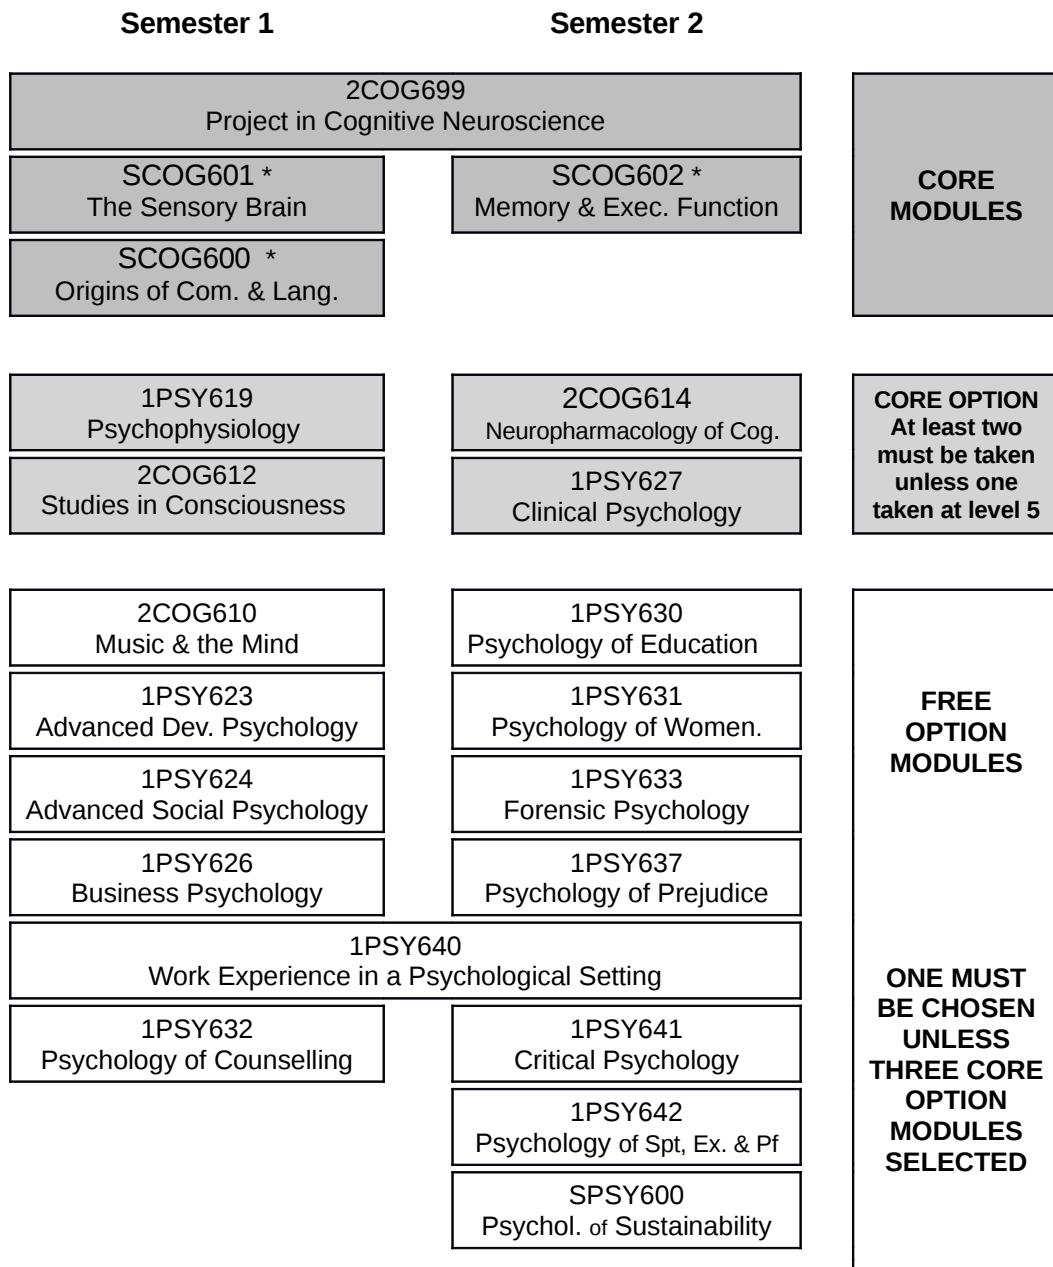 Semester 1
Semester 2
2COG699
Project in Cognitive Neuroscience
SCOG601 *
The Sensory Brain
SCOG602 *
Memory & Exec. Function
SCOG600 *
Origins of Com. & Lang.
CORE
MODULES
1PSY619
Psychophysiology
2COG614
Neuropharmacology of Cog.
2COG612
Studies in Consciousness
1PSY627
Clinical Psychology
CORE OPTION
At least two
must be taken
unless one
taken at level 5
2COG610
Music & the Mind
1PSY630
Psychology of Education
1PSY623
Advanced Dev. Psychology
1PSY631
Psychology of Women.
1PSY624
Advanced Social Psychology
1PSY633
Forensic Psychology
1PSY626
Business Psychology
1PSY637
Psychology of Prejudice
1PSY640
Work Experience in a Psychological Setting
1PSY632
Psychology of Counselling
1PSY641
Critical Psychology
1PSY642
Psychology of Spt, Ex. & Pf
SPSY600
Psychol. of Sustainability
FREE
OPTION
MODULES
ONE MUST
BE CHOSEN
UNLESS
THREE CORE
OPTION
MODULES
SELECTED